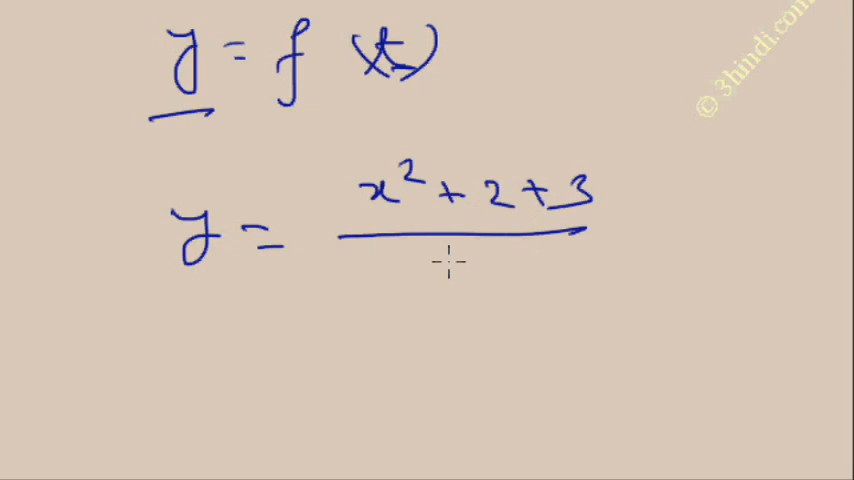 y = f (x)
© 3hindi.com
y = x² + 2 + 3